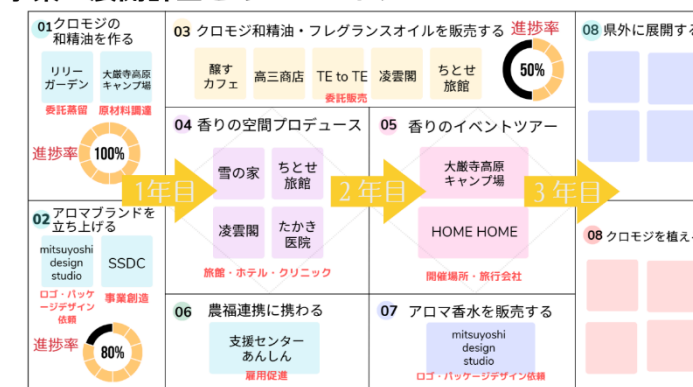 01 クロモジの
和精油を作る
リリー
ガーデン
大厳寺高原
キャンプ場
委託蒸留
原材料調達
進捗率
100%
02 アロマブランドを
立ち上げる
mitsuyoshi
design
studio
SSDC
ロゴ・パッケ
ージデザイン
依頼
事業創造
進捗率
80%
03 クロモジ和精油・フレグランスオイルを販売する
進捗率
50%
醸す
カフェ
高三商店
TE to TE
凌雲閣
ちとせ
旅館
委託販売
04 香りの空間プロデュース
雪の家
ちとせ
旅館
凌雲閣
たかき
医院
旅館・ホテル・クリニック
05 香りのイベントツアー
大厳寺高原
キャンプ場
HOME HOME
開催場所・旅行会社
1年目
2年目
3年目
06 農福連携に携わる
支援センター
あんしん
雇用促進
07 アロマ香水を販売する
mitsuyoshi
design
studio
ロゴ・パッケージデザイン依頼
08 県外に展開する
08 クロモジを植え